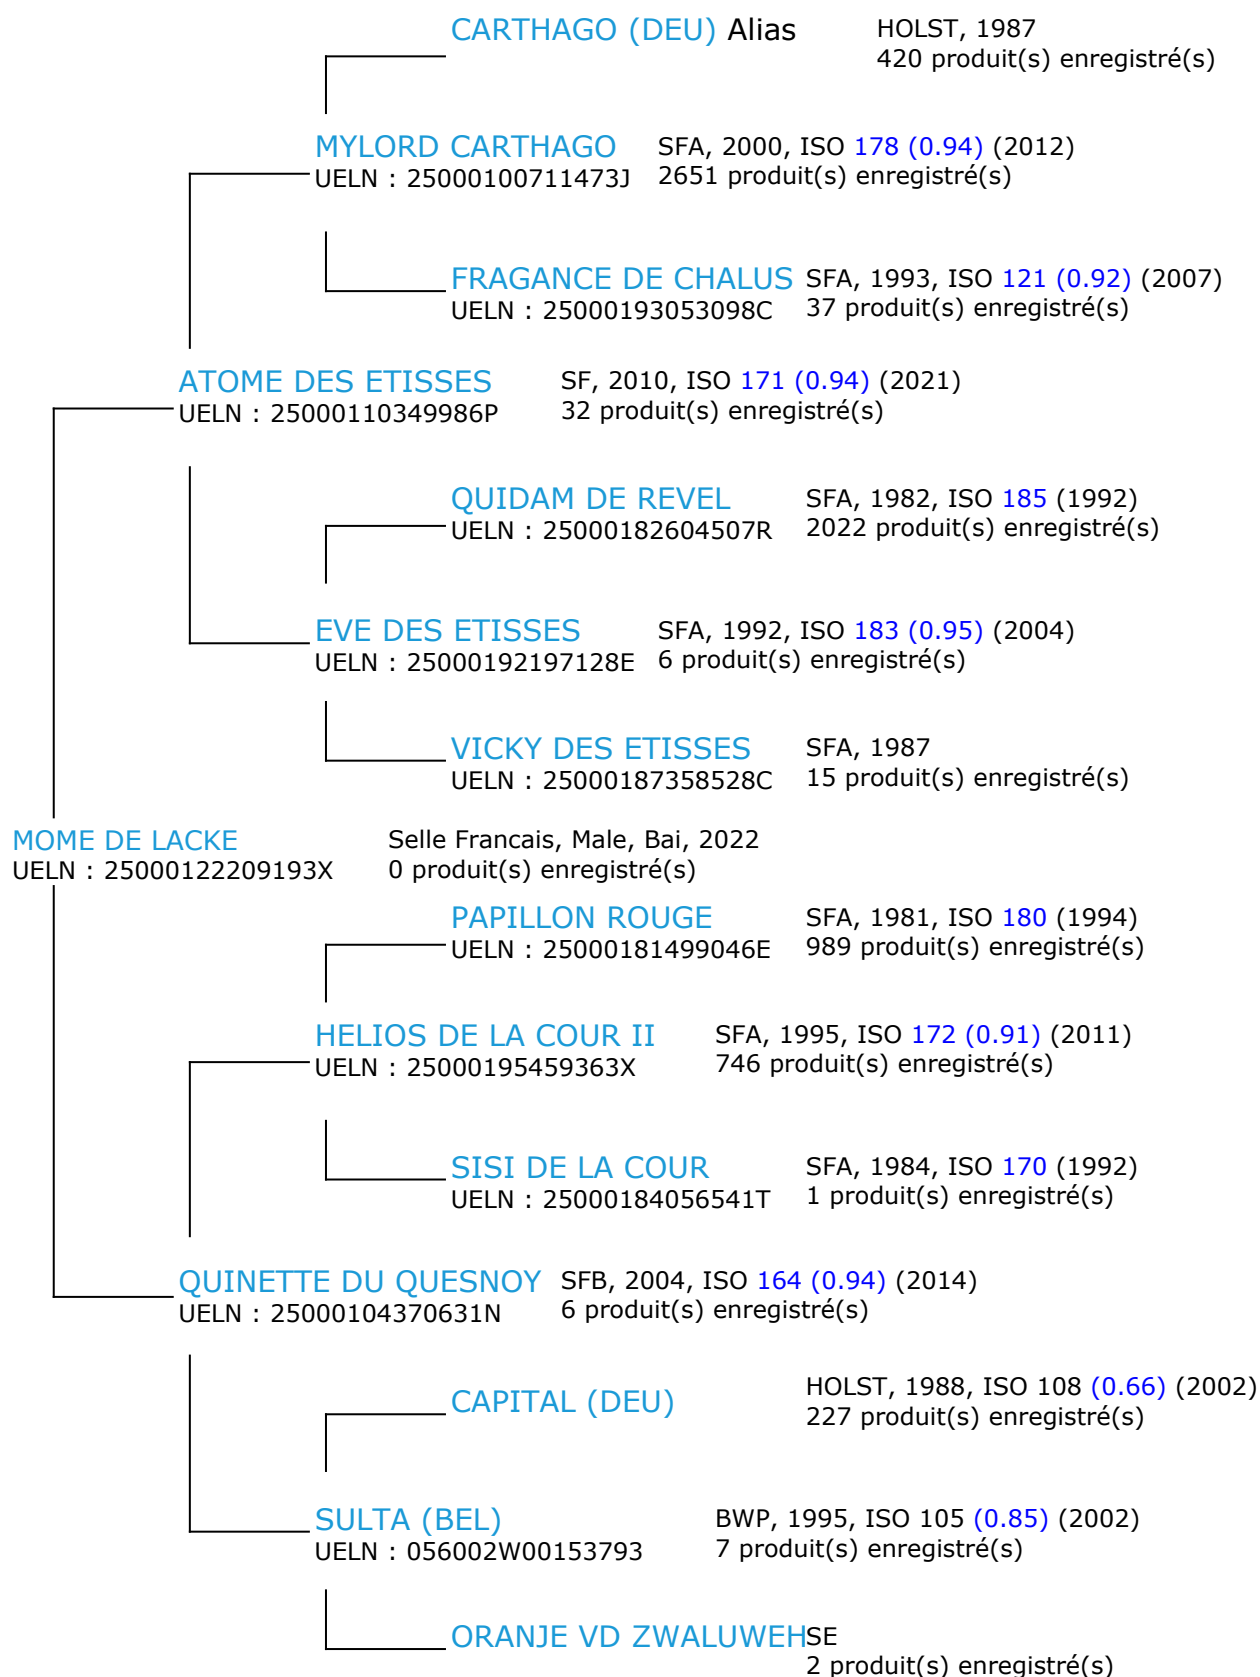 CARTHAGO (DEU) Alias
HOLST, 1987
420 produit(s) enregistré(s)
MYLORD CARTHAGO
UELN : 25000100711473J
SFA, 2000, ISO 178 (0.94) (2012)
2651 produit(s) enregistré(s)
FRAGANCE DE CHALUS
UELN : 25000193053098C
SFA, 1993, ISO 121 (0.92) (2007)
37 produit(s) enregistré(s)
ATOME DES ETISSES
UELN : 25000110349986P
SF, 2010, ISO 171 (0.94) (2021)
32 produit(s) enregistré(s)
QUIDAM DE REVEL
UELN : 25000182604507R
SFA, 1982, ISO 185 (1992)
2022 produit(s) enregistré(s)
EVE DES ETISSES
UELN : 25000192197128E
SFA, 1992, ISO 183 (0.95) (2004)
6 produit(s) enregistré(s)
VICKY DES ETISSES
UELN : 25000187358528C
SFA, 1987
15 produit(s) enregistré(s)
MOME DE LACKE
UELN : 25000122209193X
Selle Francais, Male, Bai, 2022
0 produit(s) enregistré(s)
PAPILLON ROUGE
UELN : 25000181499046E
SFA, 1981, ISO 180 (1994)
989 produit(s) enregistré(s)
HELIOS DE LA COUR II
UELN : 25000195459363X
SFA, 1995, ISO 172 (0.91) (2011)
746 produit(s) enregistré(s)
SISI DE LA COUR
UELN : 25000184056541T
SFA, 1984, ISO 170 (1992)
1 produit(s) enregistré(s)
QUINETTE DU QUESNOY
UELN : 25000104370631N
SFB, 2004, ISO 164 (0.94) (2014)
6 produit(s) enregistré(s)
CAPITAL (DEU)
HOLST, 1988, ISO 108 (0.66) (2002)
227 produit(s) enregistré(s)
SULTA (BEL)
UELN : 056002W00153793
BWP, 1995, ISO 105 (0.85) (2002)
7 produit(s) enregistré(s)
ORANJE VD ZWALUWEH
SE
2 produit(s) enregistré(s)